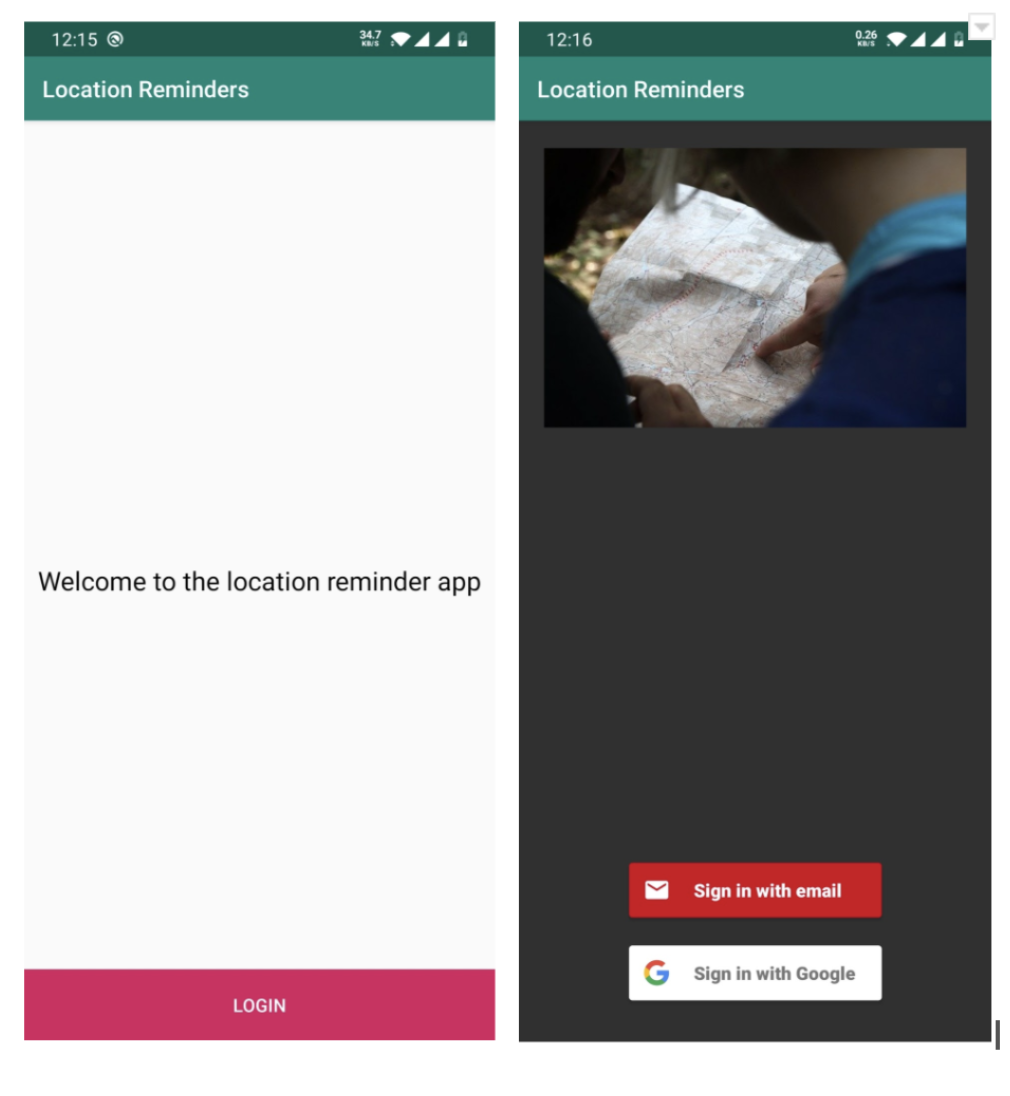 12:15
34.7
KB/S
Location Reminders
Welcome to the location reminder app
LOGIN
12:16
0.26
KB/S
Location Reminders
Sign in with email
Sign in with Google